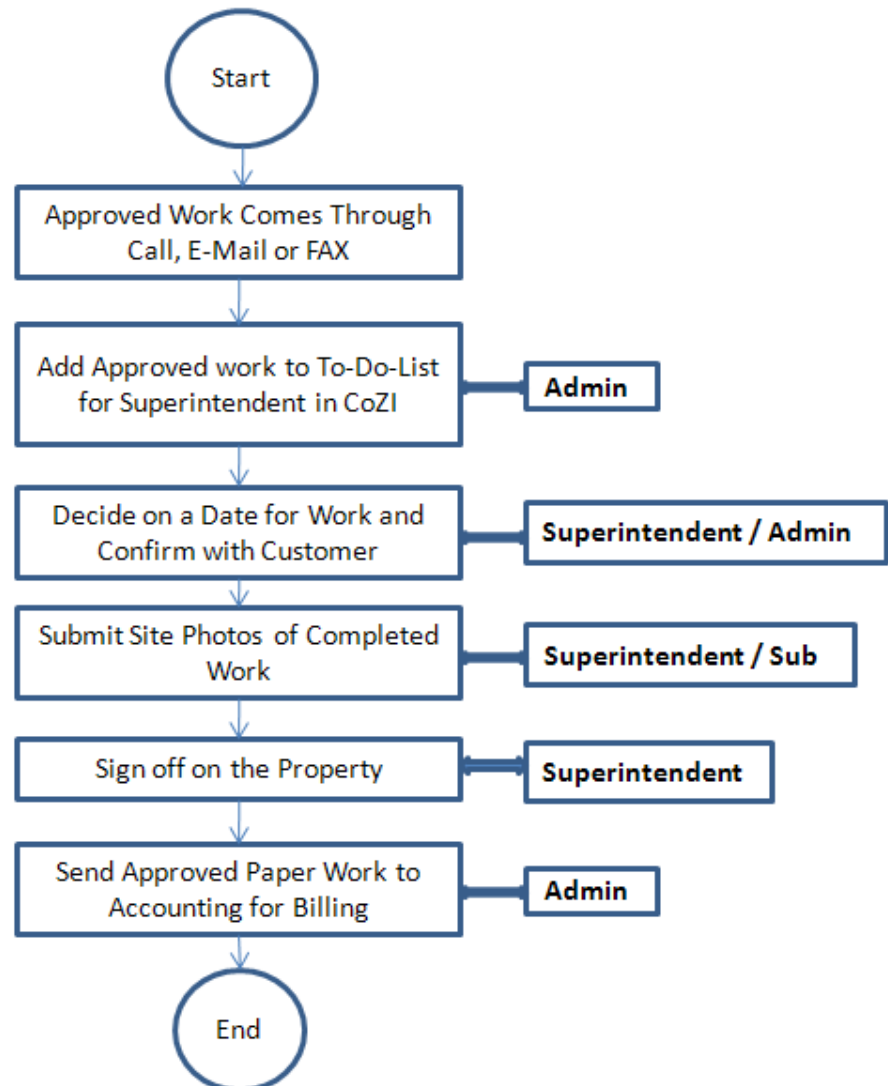 Start
Approved Work Comes Through
Call, E-Mail or FAX
Add Approved work to To-Do-List
for Superintendent in CoZI
Admin
Decide on a Date for Work and
Confirm with Customer
Superintendent / Admin
Submit Site Photos of Completed
Work
Superintendent / Sub
Sign off on the Property
Superintendent
Send Approved Paper Work to
Accounting for Billing
Admin
End